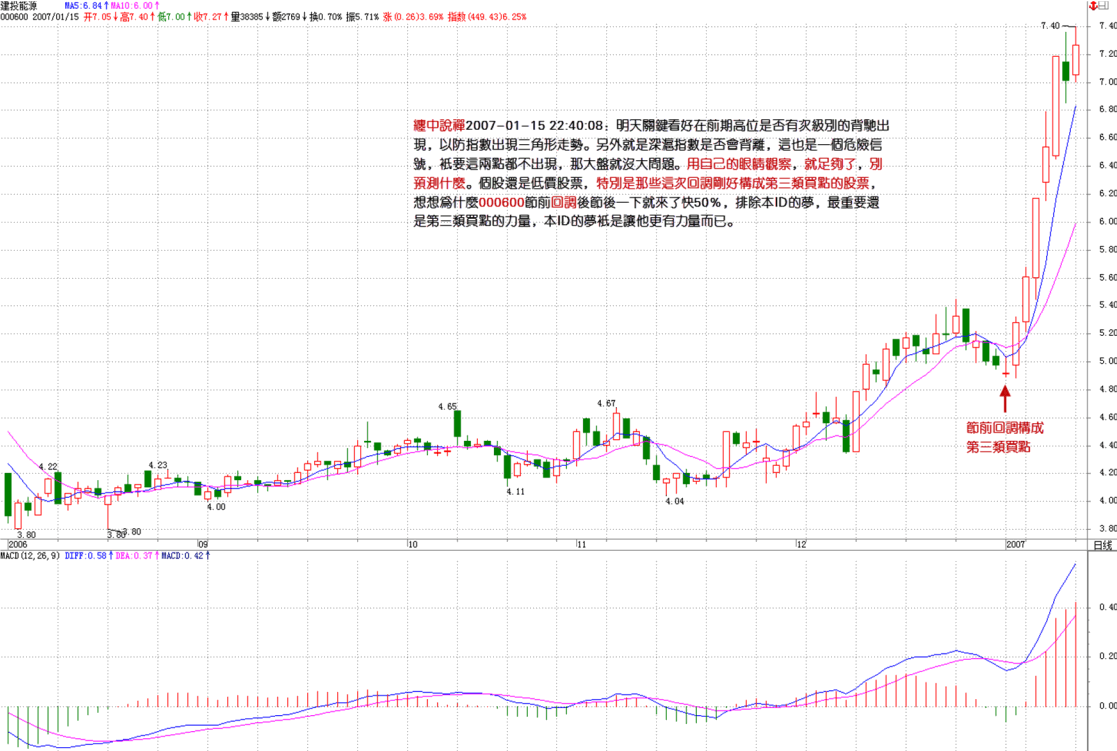 建投能源 MA5:6.84↑MA10:6.00↑
000600 2007/01/15 开7.05↓高7.40↑低7.00↑收7.27↑量38385↓额2769↓换0.70% 振5.71% 涨(0.26)3.69% 指数(449.43)6.25%
7.40
7.40
7.20
7.00
6.80
6.60
6.40
6.20
6.00
5.80
5.60
5.40
5.20
5.00
4.80
4.60
4.40
4.20
4.00
3.80
纏中說禪2007-01-15 22:40:08：明天關鍵看好在前期高位是否有次級別的背馳出
現，以防指數出現三角形走勢。另外就是深滬指數是否會背離，這也是一個危險信
號，衹要這兩點都不出現，那大盤就沒大問題。用自己的眼睛觀察，就足夠了，別
預測什麼。個股還是低價股票，特別是那些這次回調剛好構成第三類買點的股票，
想想爲什麼000600節前回調後節後一下就來了快50%，排除本ID的夢，最重要還
是第三類買點的力量，本ID的夢衹是讓他更有力量而已。
節前回調構成
第三類買點
4.22
4.23
4.65
4.67
4.00
4.11
4.04
3.80
3.80
3.80
2006 09 10 11 12 2007 日线
MACD(12,26,9) DIFF:0.58↑DEA:0.37↑MACD:0.42↑
0.40
0.20
0.00